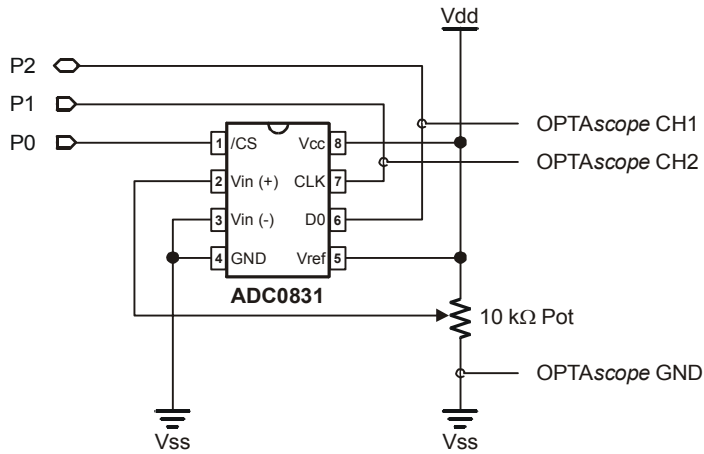 Vdd
P2
P1
P0
OPTAscope CH1
OPTAscope CH2
1 /CS Vcc 8
2 Vin (+) CLK 7
3 Vin (-) D0 6
4 GND Vref 5
ADC0831
10 kΩ Pot
OPTAscope GND
Vss
Vss